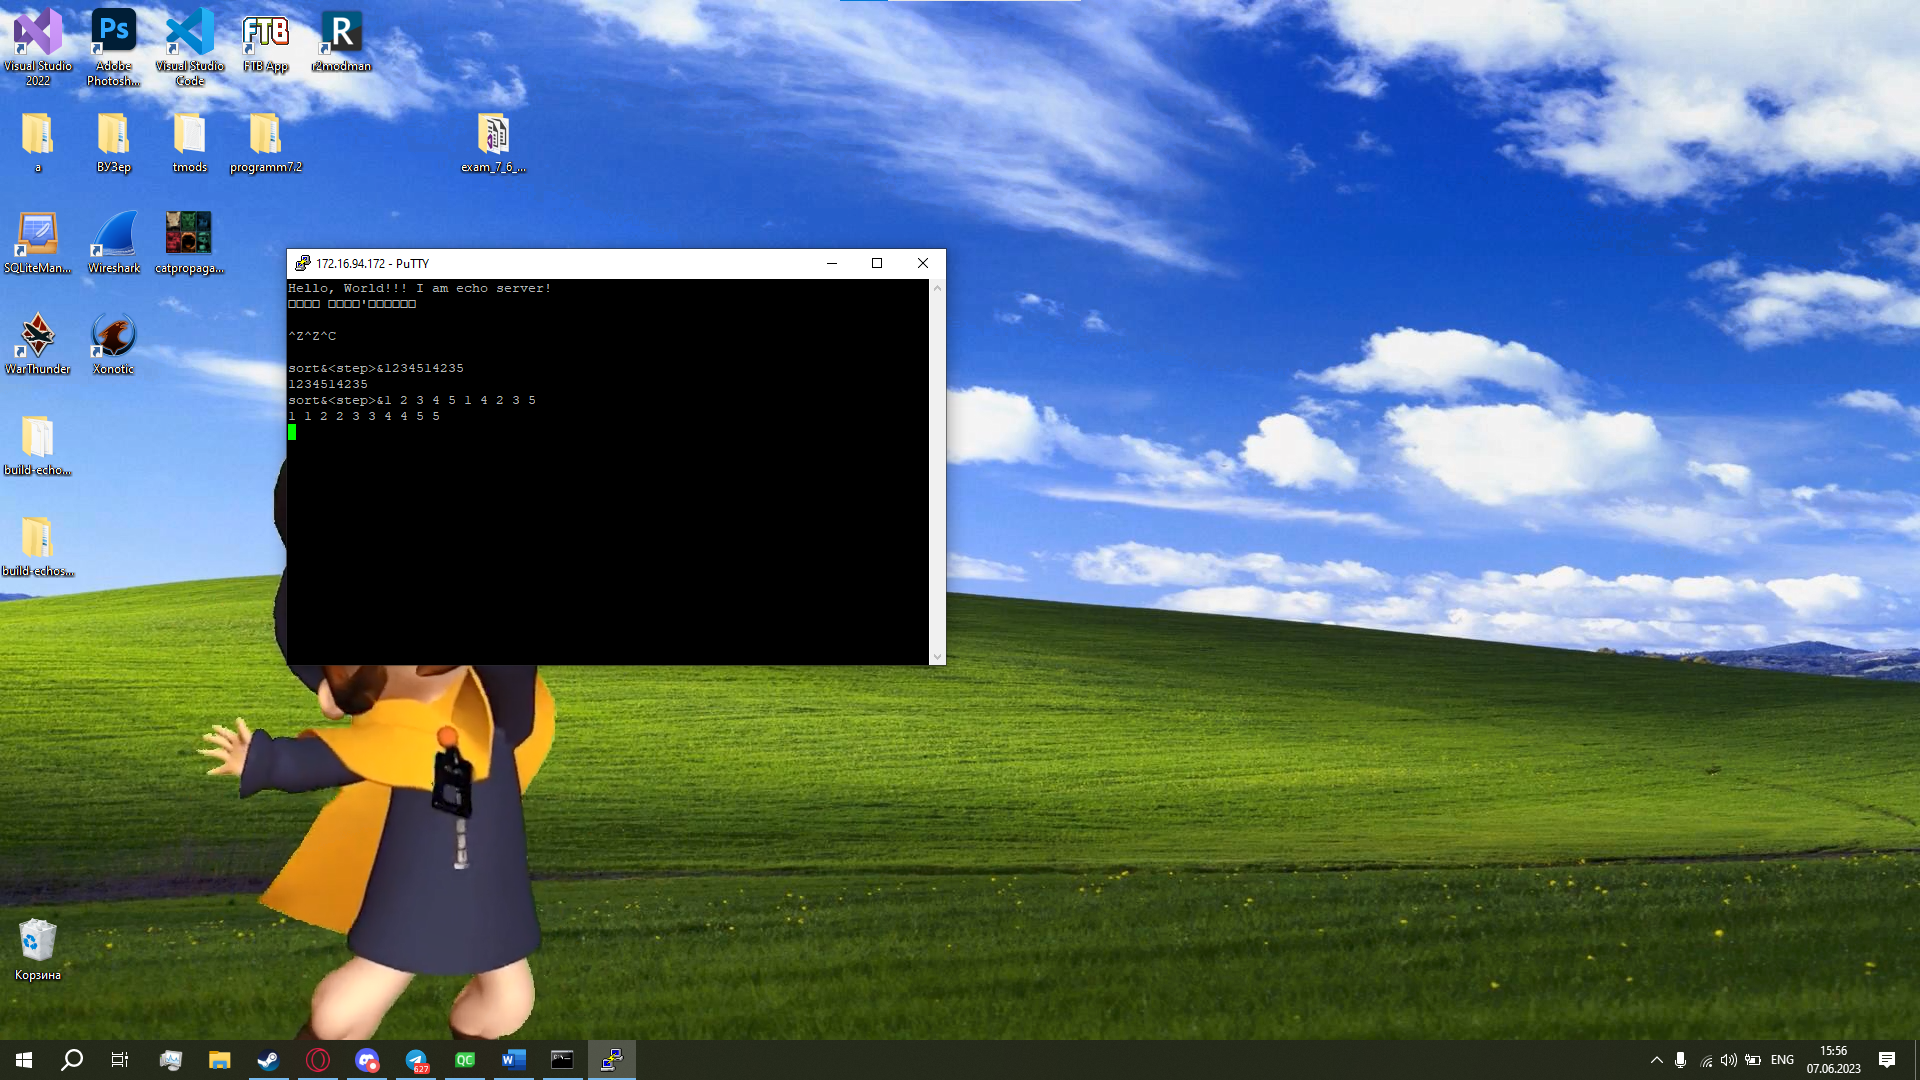 Visual Studio
2022
Adobe
Photosh...
Visual Studio
Code
FTB App
r2modman
a
ВУЗер
tmods
programm7.2
exam_7_6_...
SQLiteMan...
Wireshark
catpropaga...
WarThunder
Xonotic
build-echo...
build-echos...
Корзина
172.16.94.172 - PuTTY
Hello, World!!! I am echo server!
^Z^Z^C
sort&<step>&1234514235
1234514235
sort&<step>&1 2 3 4 5 1 4 2 3 5
1 1 2 2 3 3 4 4 5 5
627
ENG
15:56
07.06.2023